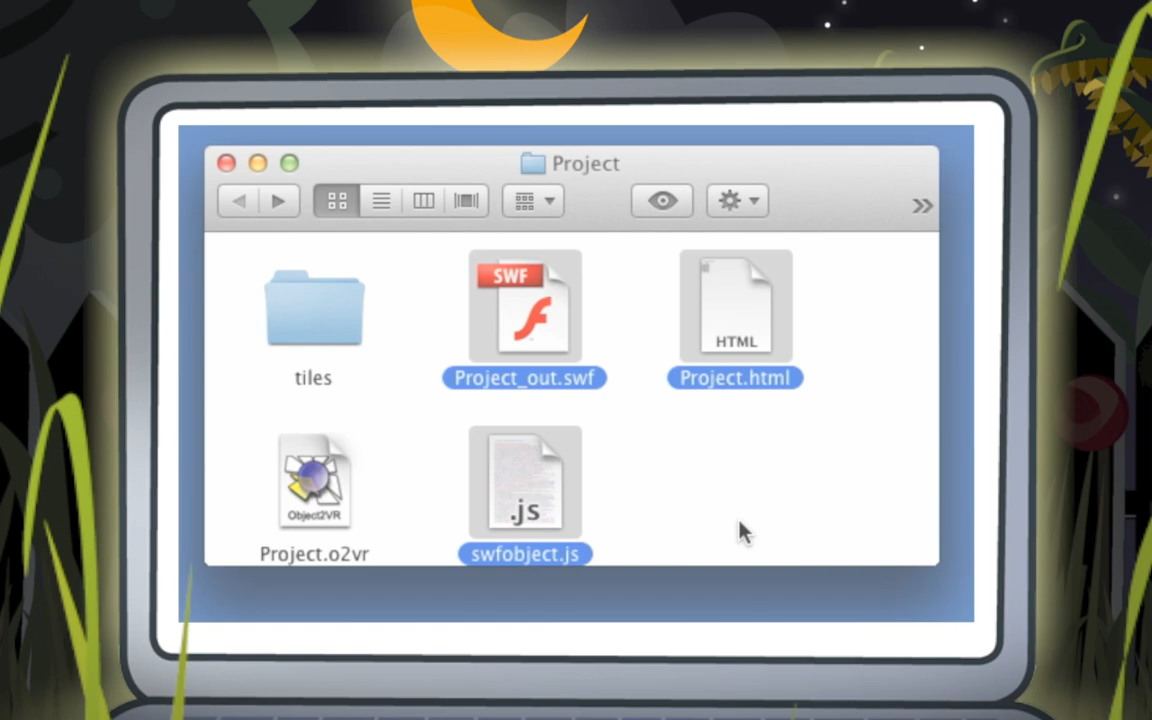 Project
SWF
HTML
tiles
Project_out.swf
Project.html
Object2VR
.js
Project.o2vr
swfobject.js